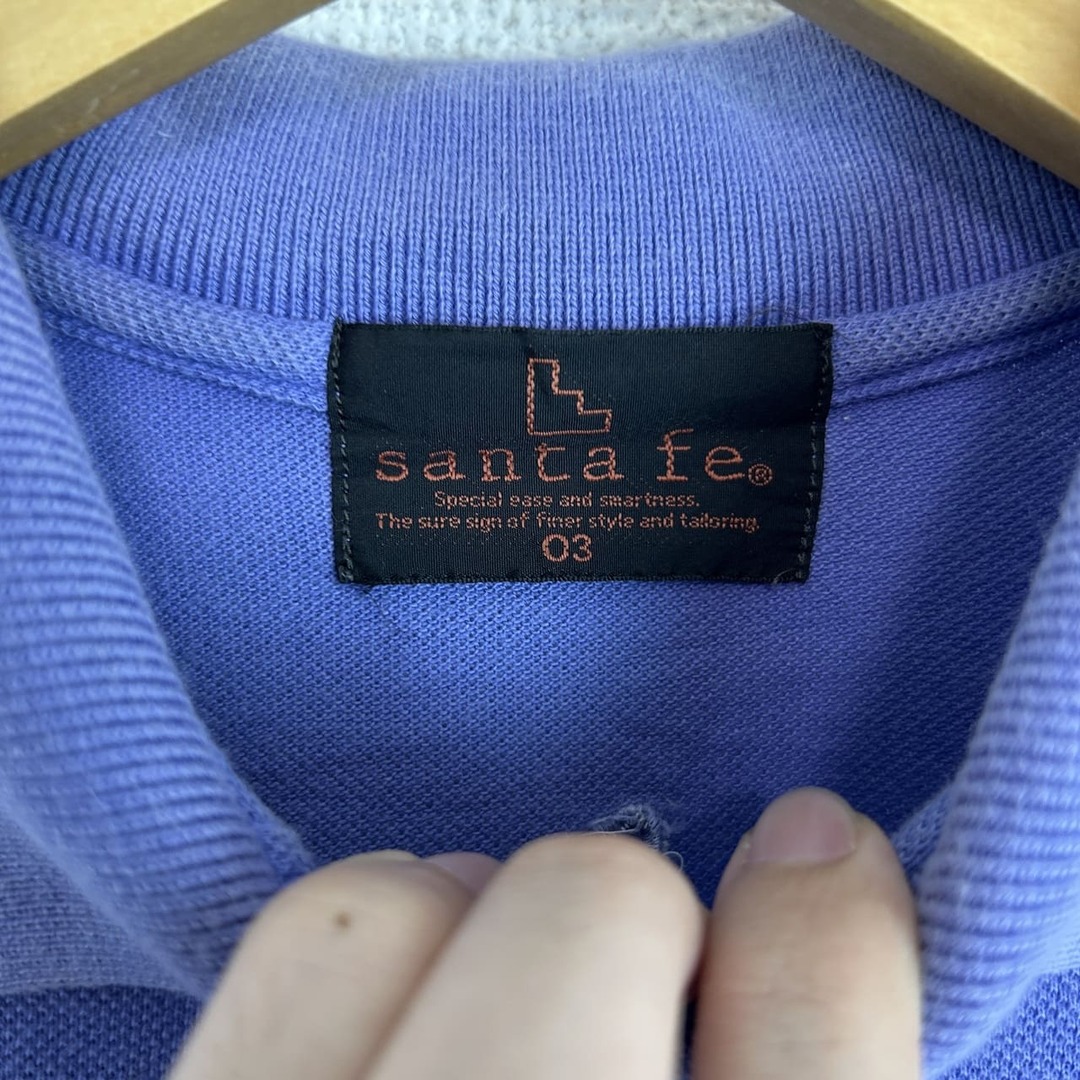 santa fe®
Special ease and smartness.
The sure sign of finer style and tailoring.
03